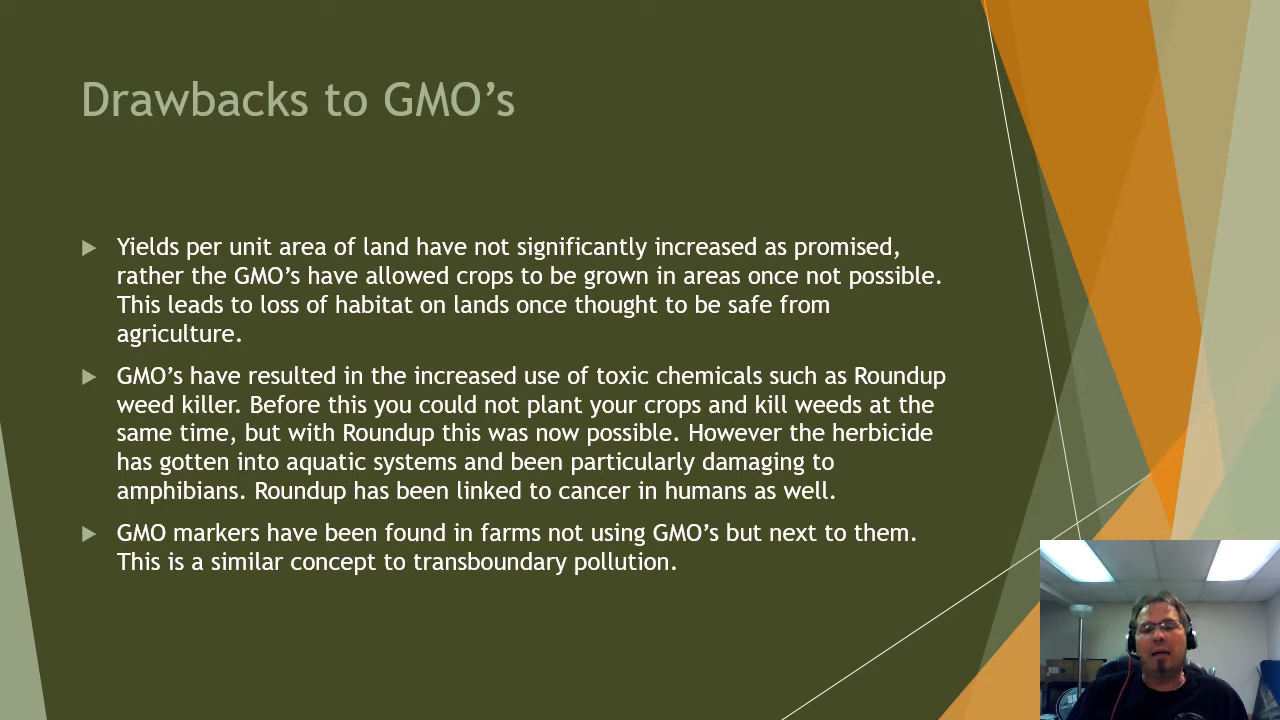 Drawbacks to GMO’s
Yields per unit area of land have not significantly increased as promised,
rather the GMO’s have allowed crops to be grown in areas once not possible.
This leads to loss of habitat on lands once thought to be safe from
agriculture.
GMO’s have resulted in the increased use of toxic chemicals such as Roundup
weed killer. Before this you could not plant your crops and kill weeds at the
same time, but with Roundup this was now possible. However the herbicide
has gotten into aquatic systems and been particularly damaging to
amphibians. Roundup has been linked to cancer in humans as well.
GMO markers have been found in farms not using GMO’s but next to them.
This is a similar concept to transboundary pollution.